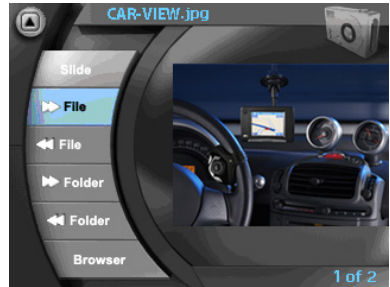 CAR-VIEW.jpg
Slide
File
File
Folder
Folder
Browser
1 of 2